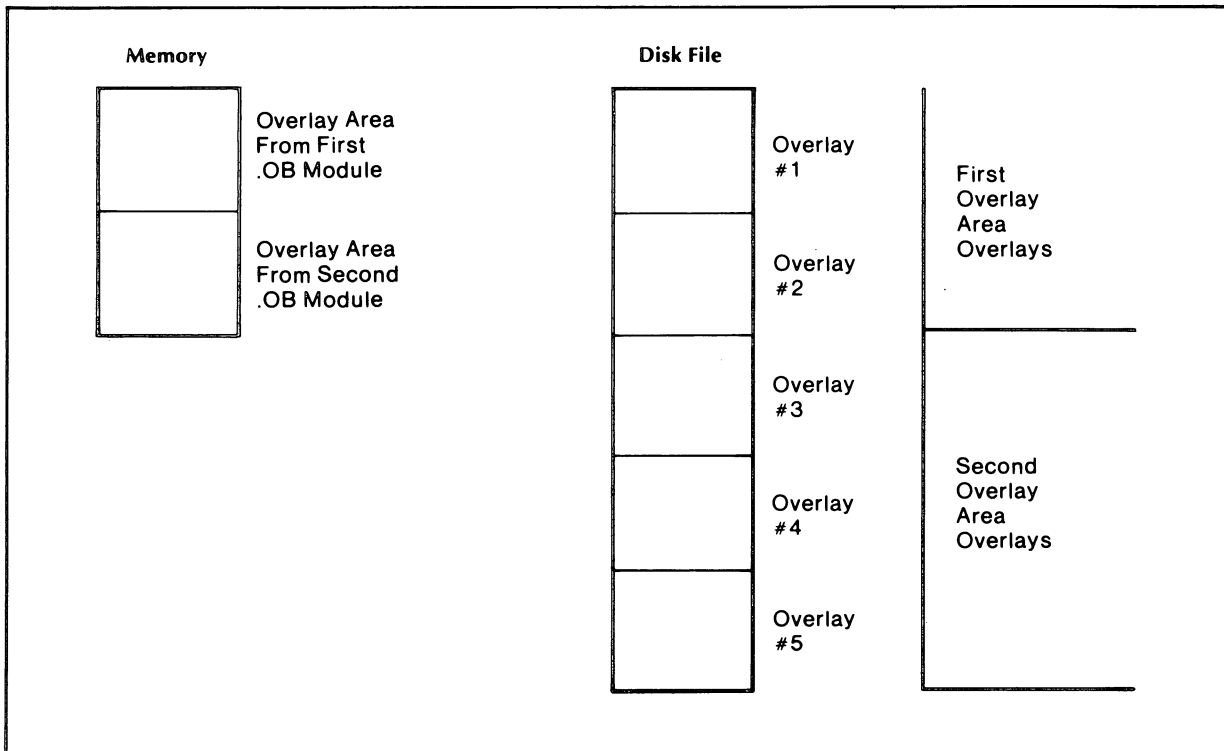 Memory
Disk File
Overlay Area
From First
.OB Module
Overlay Area
From Second
.OB Module
Overlay
#1
Overlay
#2
Overlay
#3
Overlay
#4
Overlay
#5
First
Overlay
Area
Overlays
Second
Overlay
Area
Overlays